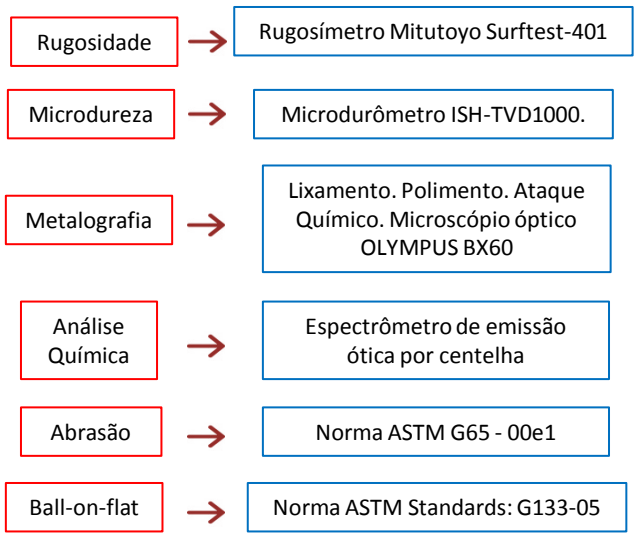 Rugosidade
Rugosímetro Mitutoyo Surftest-401
Microdureza
Microdurômetro ISH-TVD1000.
Metalografia
Lixamento. Polimento. Ataque
Químico. Microscópio óptico
OLYMPUS BX60
Análise
Química
Espectrômetro de emissão
ótica por centelha
Abrasão
Norma ASTM G65 - 00e1
Ball-on-flat
Norma ASTM Standards: G133-05